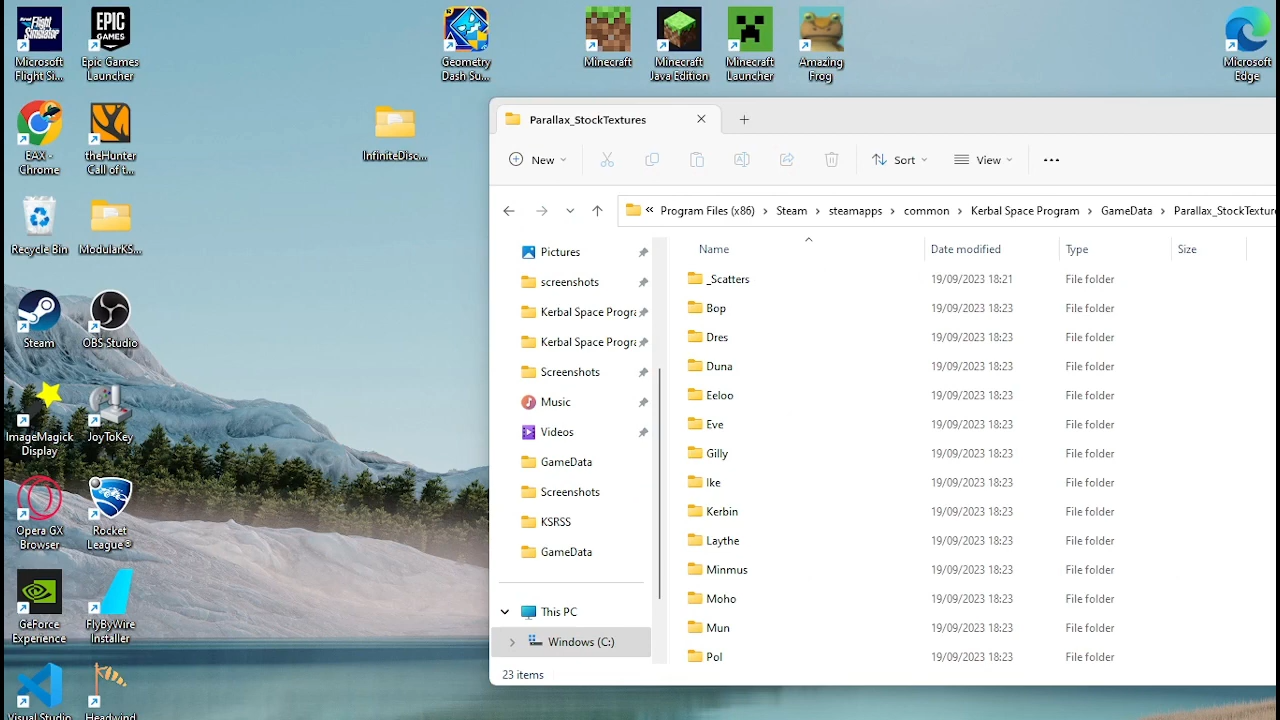 Microsoft
Flight Si...
Epic Games
Launcher
Geometry
Dash Su...
Minecraft
Minecraft
Java Edition
Minecraft
Launcher
Amazing
Frog
Microsoft
Edge
EAX -
Chrome
theHunter
Call of t...
InfiniteDisc...
Recycle Bin
ModularKS...
Steam
OBS Studio
ImageMagick
Display
JoyToKey
Opera GX
Browser
Rocket
League®
GeForce
Experience
FlyByWire
Installer
Visual Studio
Headwind
EPIC
GAMES
Parallax_StockTextures
New
Sort
View
« Program Files (x86) > Steam > steamapps > common > Kerbal Space Program > GameData > Parallax_StockTexture
Pictures
screenshots
Kerbal Space Progra
Kerbal Space Progra
Screenshots
Music
Videos
GameData
Screenshots
KSRSS
GameData
This PC
Windows (C:)
23 items
Name Date modified Type Size
_Scatters 19/09/2023 18:21 File folder
Bop 19/09/2023 18:23 File folder
Dres 19/09/2023 18:23 File folder
Duna 19/09/2023 18:23 File folder
Eeloo 19/09/2023 18:23 File folder
Eve 19/09/2023 18:23 File folder
Gilly 19/09/2023 18:23 File folder
Ike 19/09/2023 18:23 File folder
Kerbin 19/09/2023 18:23 File folder
Laythe 19/09/2023 18:23 File folder
Minmus 19/09/2023 18:23 File folder
Moho 19/09/2023 18:23 File folder
Mun 19/09/2023 18:23 File folder
Pol 19/09/2023 18:23 File folder